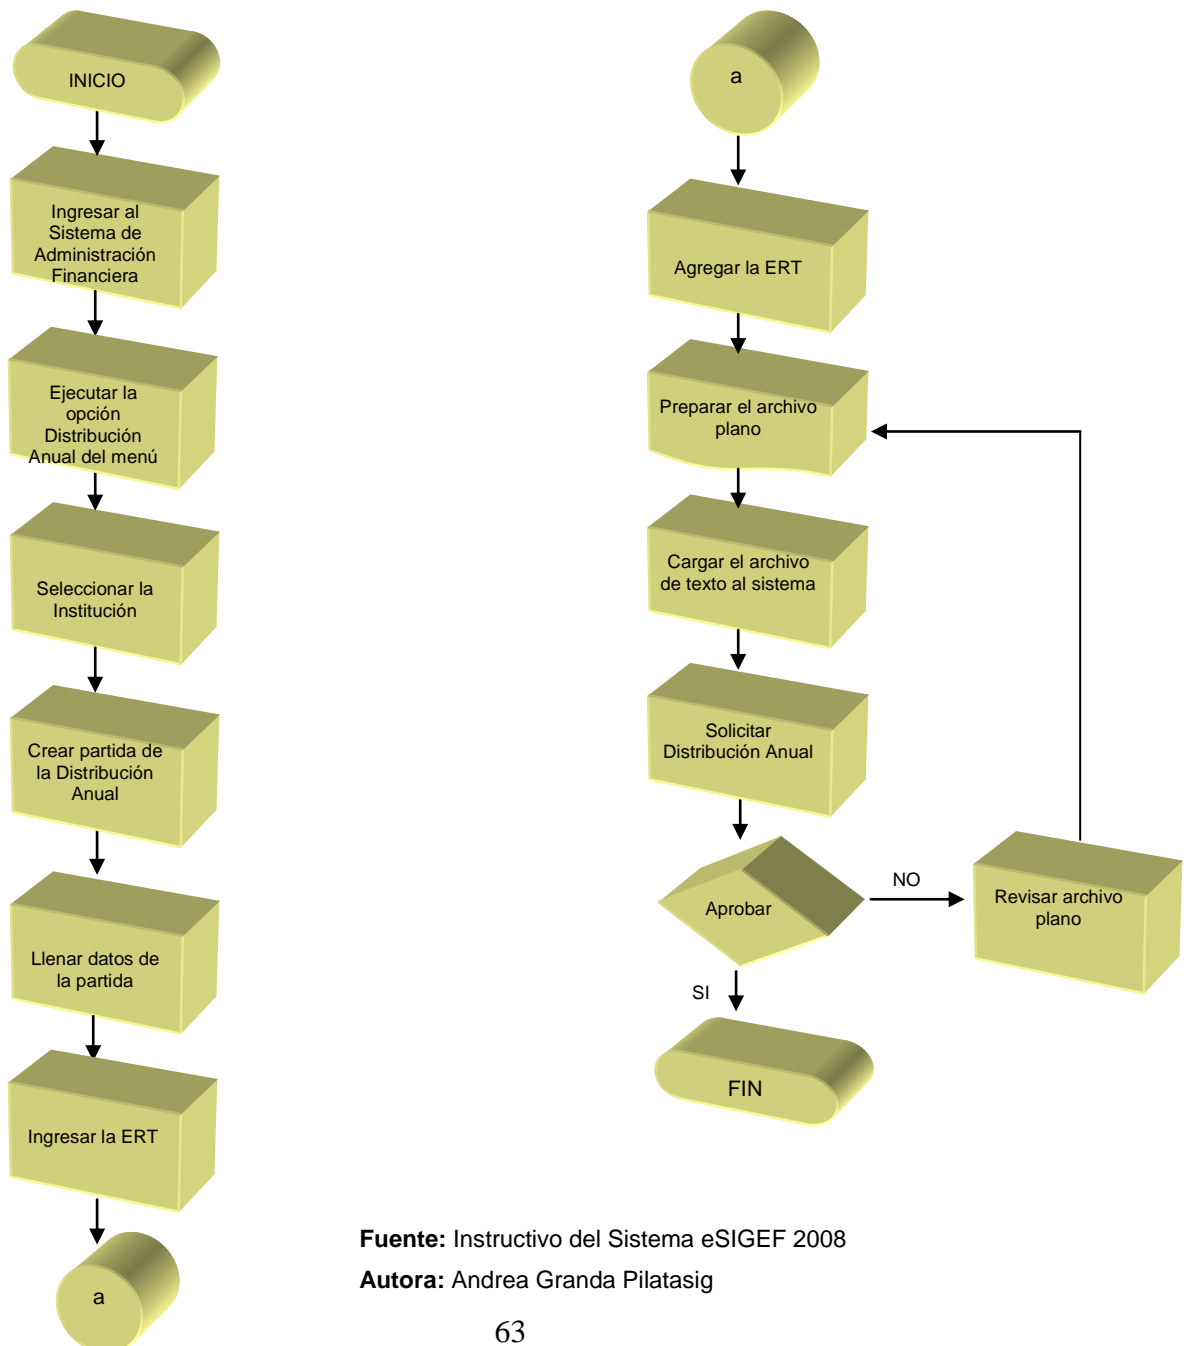 INICIO
Ingresar al
Sistema de
Administración
Financiera
Ejecutar la
opción
Distribución
Anual del menú
Seleccionar la
Institución
Crear partida de
la Distribución
Anual
Llenar datos de
la partida
Ingresar la ERT
a
a
Agregar la ERT
Preparar el archivo
plano
Cargar el archivo
de texto al sistema
Solicitar
Distribución Anual
Aprobar
NO
Revisar archivo
plano
SI
FIN
Fuente: Instructivo del Sistema eSIGEF 2008
Autora: Andrea Granda Pilatasig
63